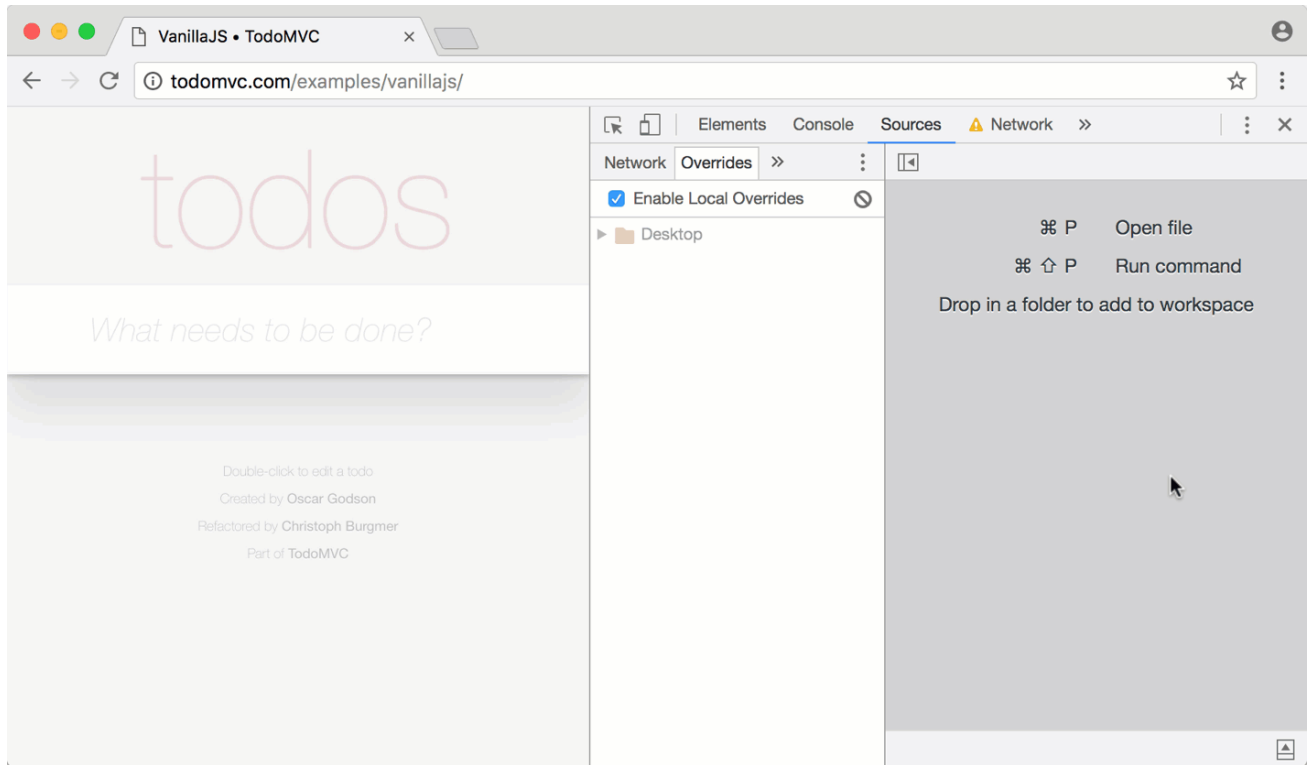 VanillaJS • TodoMVC
todomvc.com/examples/vanillajs/
Elements Console Sources Network
Network Overrides
Enable Local Overrides
Desktop
todos
What needs to be done?
Double-click to edit a todo
Created by Oscar Godson
Refactored by Christoph Burgmer
Part of TodoMVC
⌘ P Open file
⌘ ⇧ P Run command
Drop in a folder to add to workspace